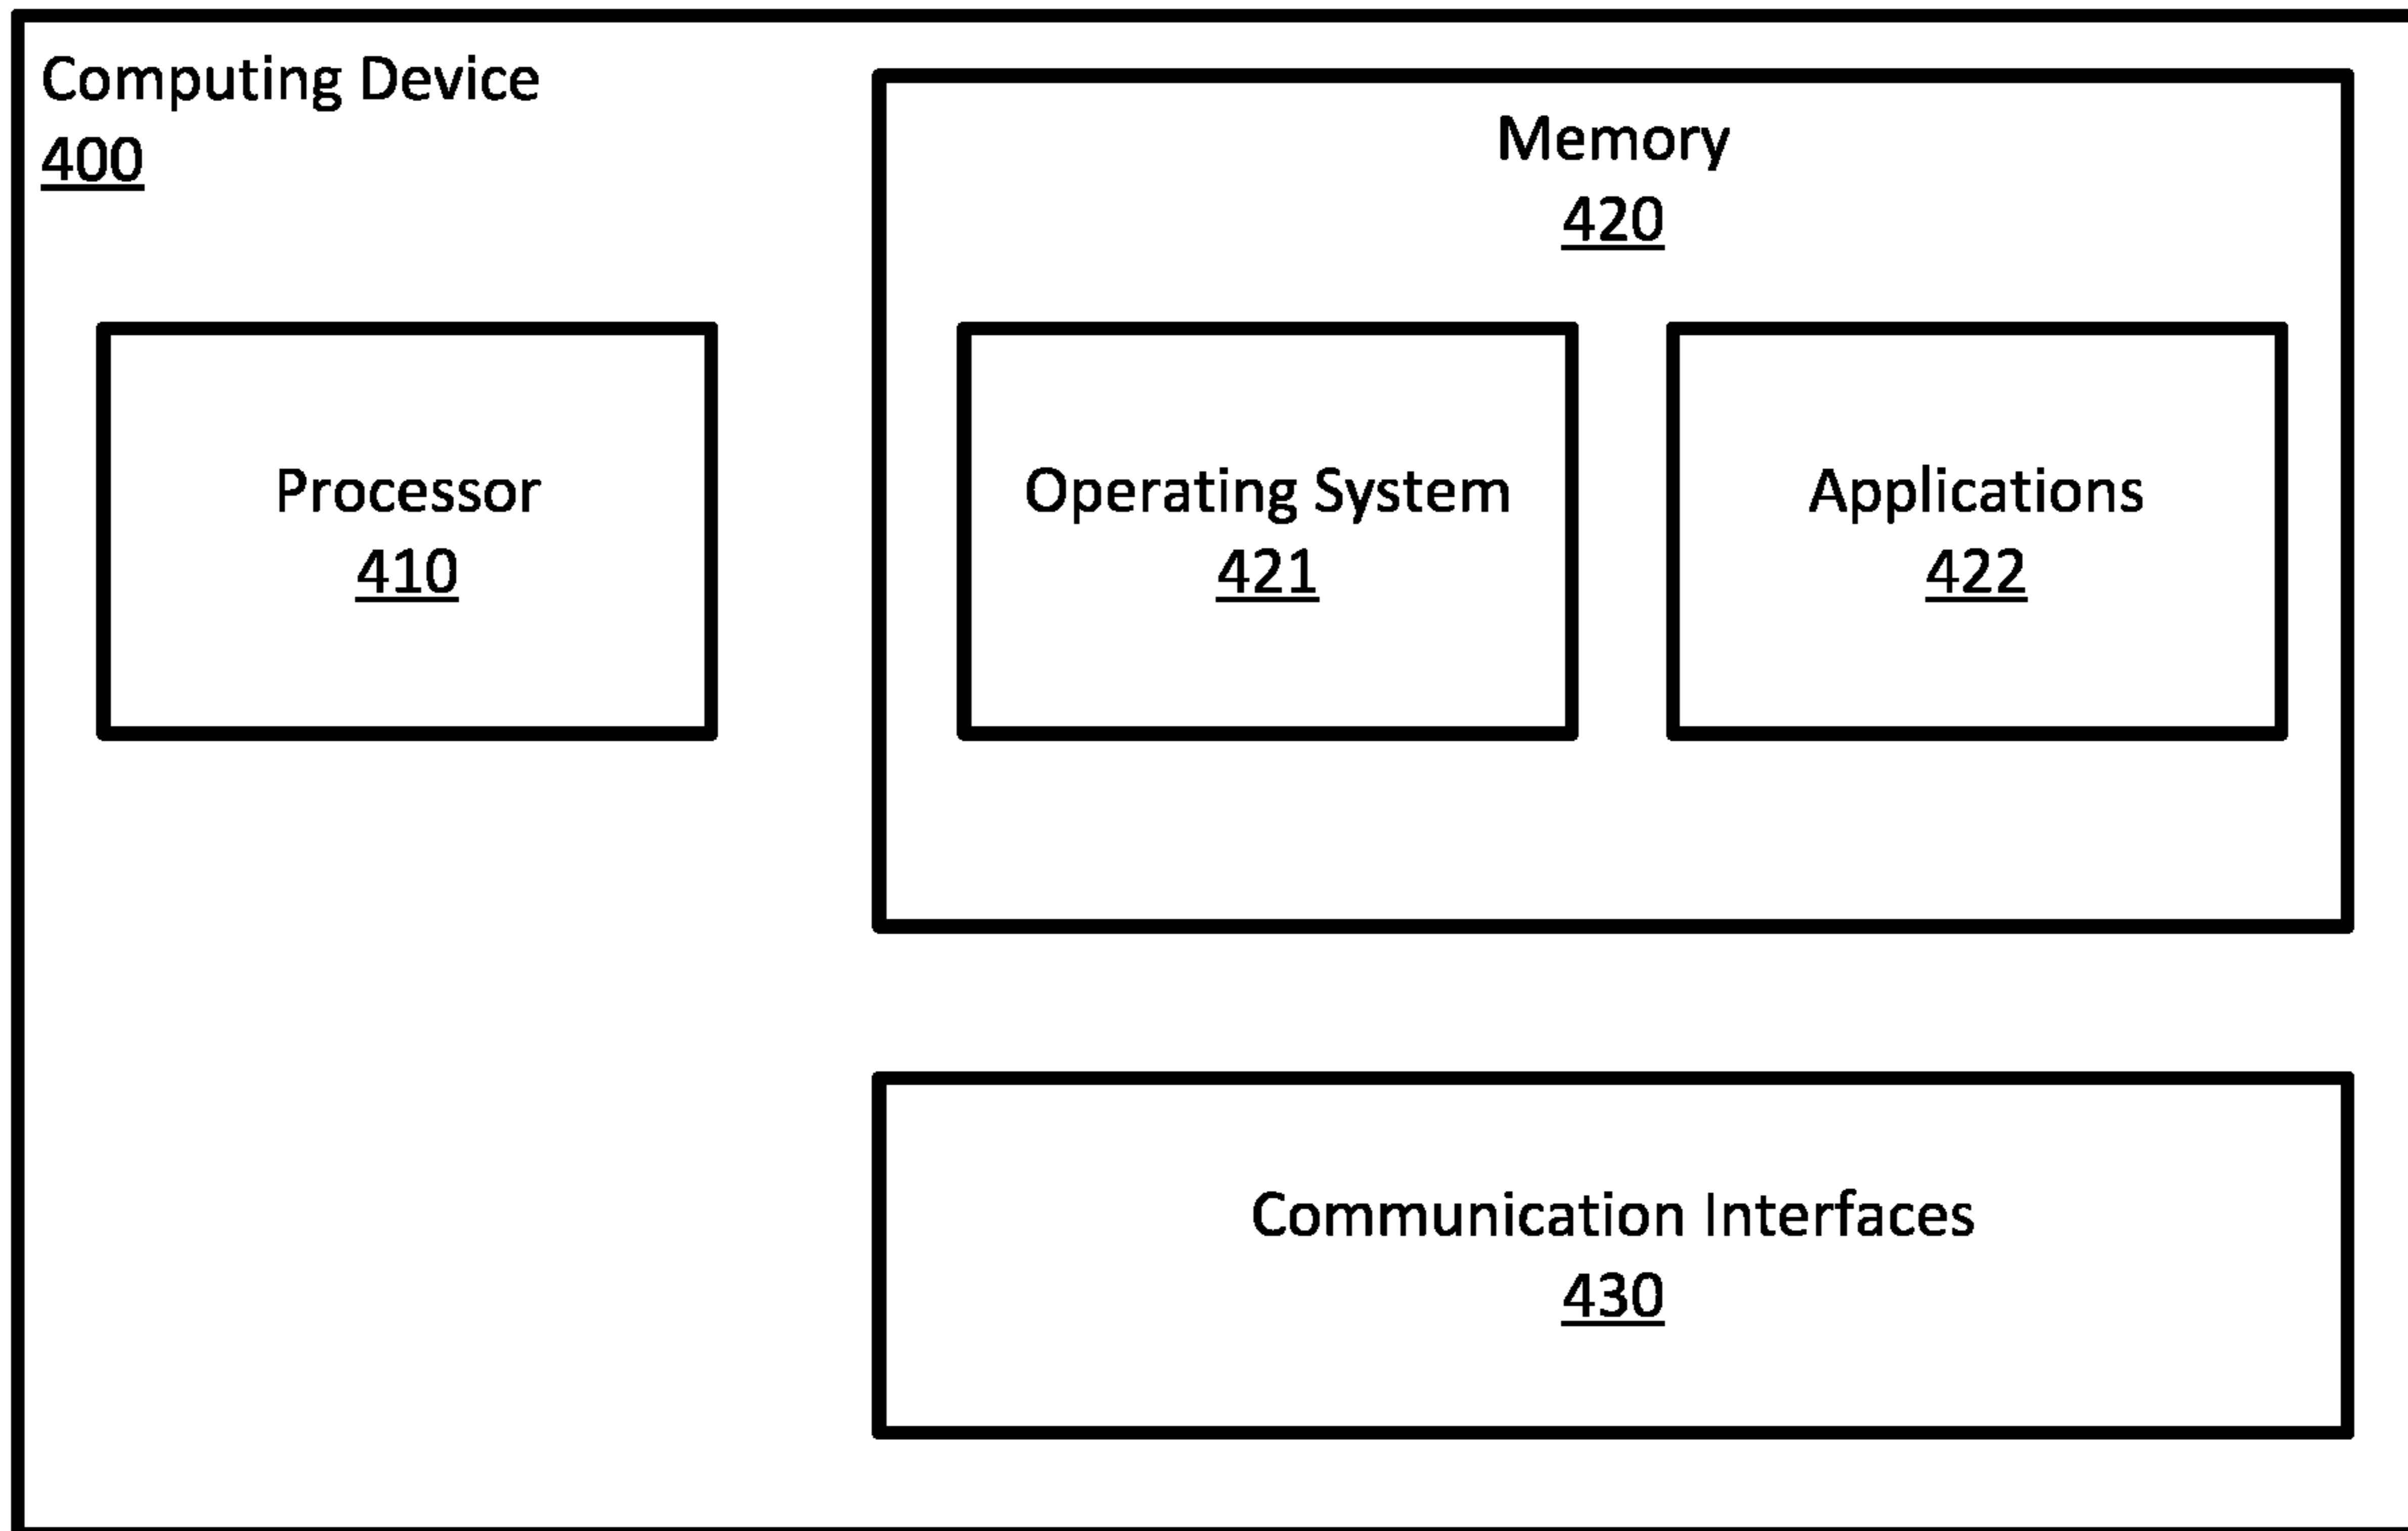 Computing Device
400
Memory
420
Processor
410
Operating System
421
Applications
422
Communication Interfaces
430